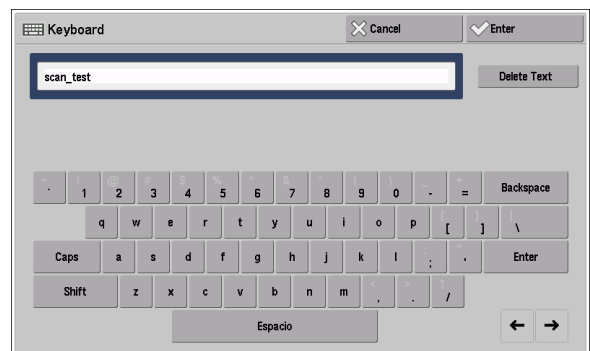 Keyboard Cancel Enter
scan_test Delete Text
1 @ 2 # 3 $ 4 % 5 6 & 7 * 8 ( 9 ) 0 _ - + = Backspace
q w e r t y u i o p { [ } ] | \
Caps a s d f g h j k l : ; Enter
Shift z x c v b n m < , > . ? /
Espacio ← →